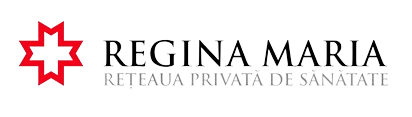 REGINA MARIA
REȚEAUA PRIVATĂ DE SĂNĂTATE